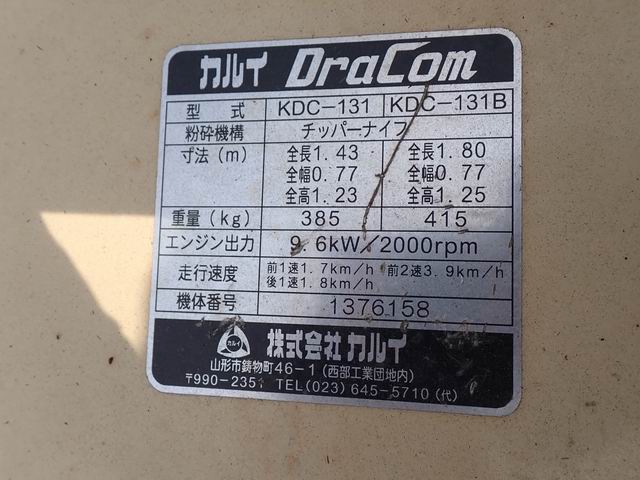 カルイ DraCom
型 式 KDC-131 KDC-131B
粉砕機構 チッパーナイフ
寸法(m) 全長1.43 全長1.80
全幅0.77 全幅0.77
全高1.23 全高1.25
重量(kg) 385 415
エンジン出力 9.6kW/2000rpm
走行速度 前1速1.7km/h 前2速3.9km/h
後1速1.8km/h
機体番号 1376158
カルイ 株式会社カルイ
山形市鋳物町46-1(西部工業団地内)
〒990-2351 TEL(023)645-5710(代)